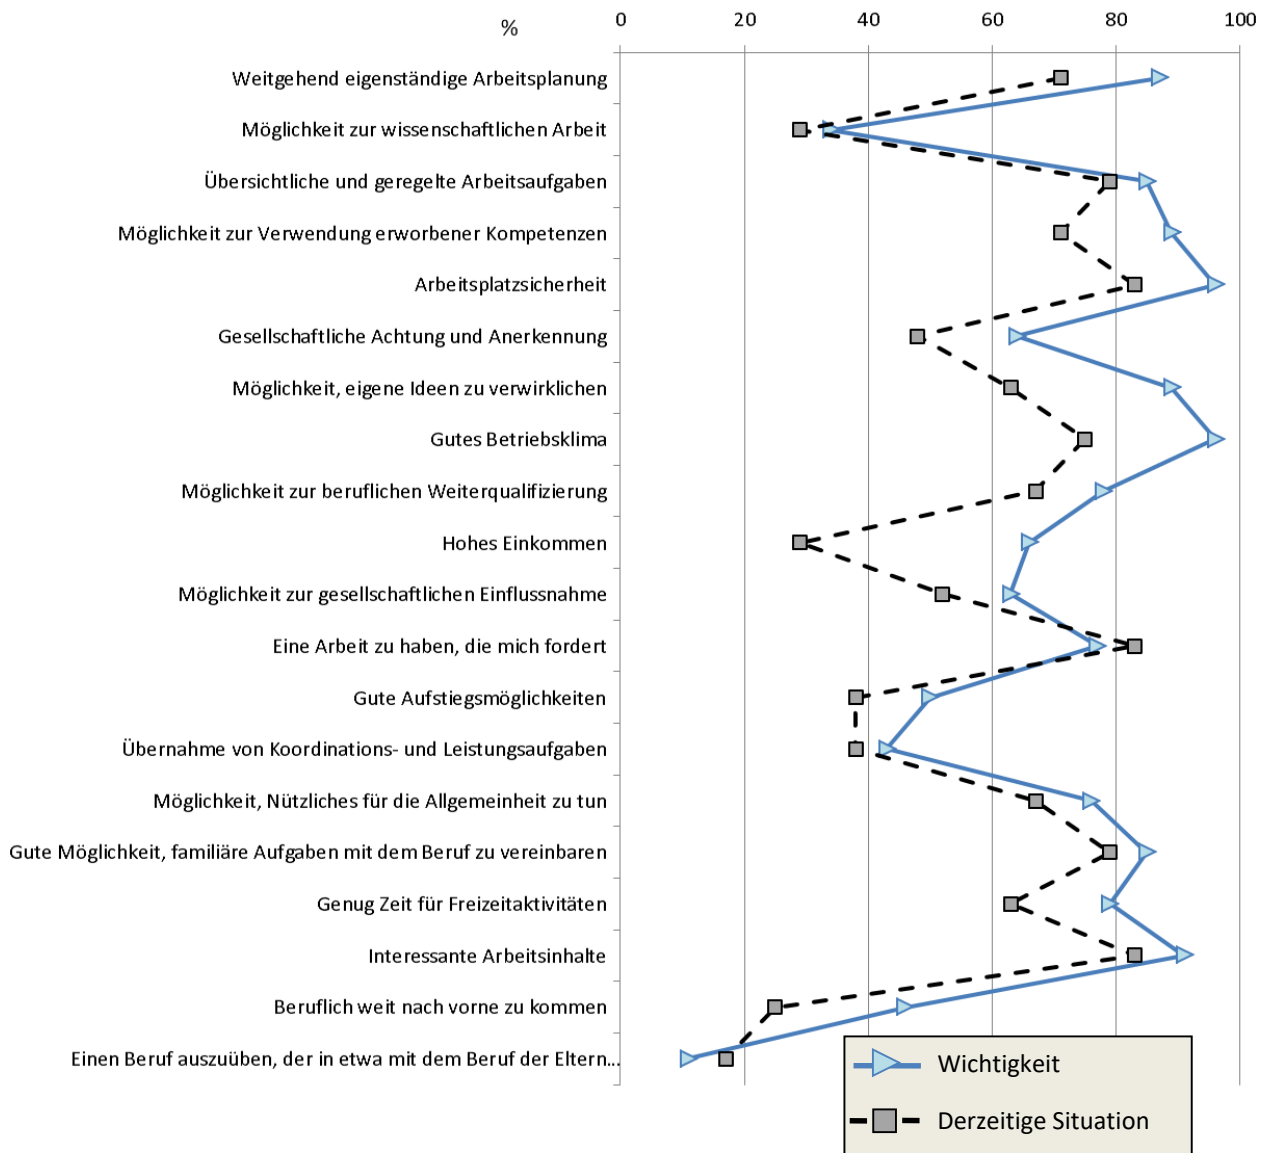 % 0 20 40 60 80 100
Weitgehend eigenständige Arbeitsplanung
Möglichkeit zur wissenschaftlichen Arbeit
Übersichtliche und geregelte Arbeitsaufgaben
Möglichkeit zur Verwendung erworbener Kompetenzen
Arbeitsplatzsicherheit
Gesellschaftliche Achtung und Anerkennung
Möglichkeit, eigene Ideen zu verwirklichen
Gutes Betriebsklima
Möglichkeit zur beruflichen Weiterqualifizierung
Hohes Einkommen
Möglichkeit zur gesellschaftlichen Einflussnahme
Eine Arbeit zu haben, die mich fordert
Gute Aufstiegsmöglichkeiten
Übernahme von Koordinations- und Leistungsaufgaben
Möglichkeit, Nützliches für die Allgemeinheit zu tun
Gute Möglichkeit, familiäre Aufgaben mit dem Beruf zu vereinbaren
Genug Zeit für Freizeitaktivitäten
Interessante Arbeitsinhalte
Beruflich weit nach vorne zu kommen
Einen Beruf auszuüben, der in etwa mit dem Beruf der Eltern...
Wichtigkeit
Derzeitige Situation